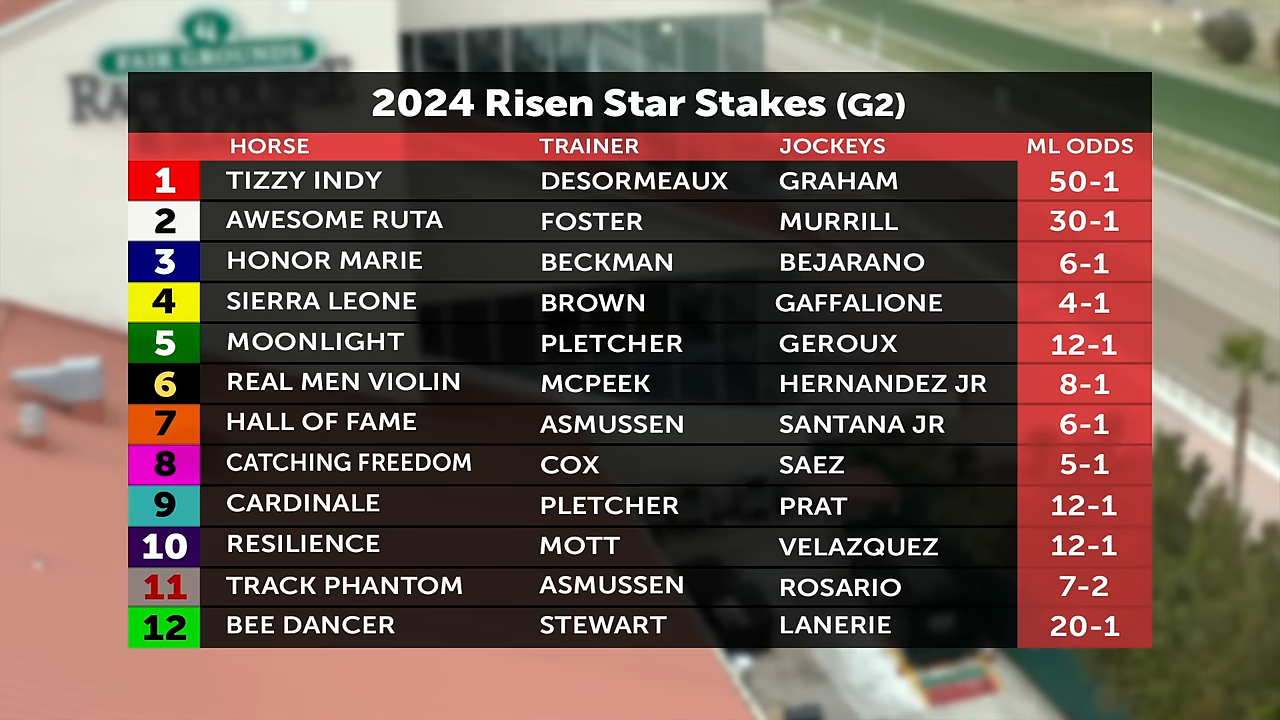 FAIR GROUNDS
2024 Risen Star Stakes (G2)
HORSE TRAINER JOCKEYS ML ODDS
1 TIZZY INDY DESORMEAUX GRAHAM 50-1
2 AWESOME RUTA FOSTER MURRILL 30-1
3 HONOR MARIE BECKMAN BEJARANO 6-1
4 SIERRA LEONE BROWN GAFFALIONE 4-1
5 MOONLIGHT PLETCHER GEROUX 12-1
6 REAL MEN VIOLIN MCPEEK HERNANDEZ JR 8-1
7 HALL OF FAME ASMUSSEN SANTANA JR 6-1
8 CATCHING FREEDOM COX SAEZ 5-1
9 CARDINALE PLETCHER PRAT 12-1
10 RESILIENCE MOTT VELAZQUEZ 12-1
11 TRACK PHANTOM ASMUSSEN ROSARIO 7-2
12 BEE DANCER STEWART LANERIE 20-1